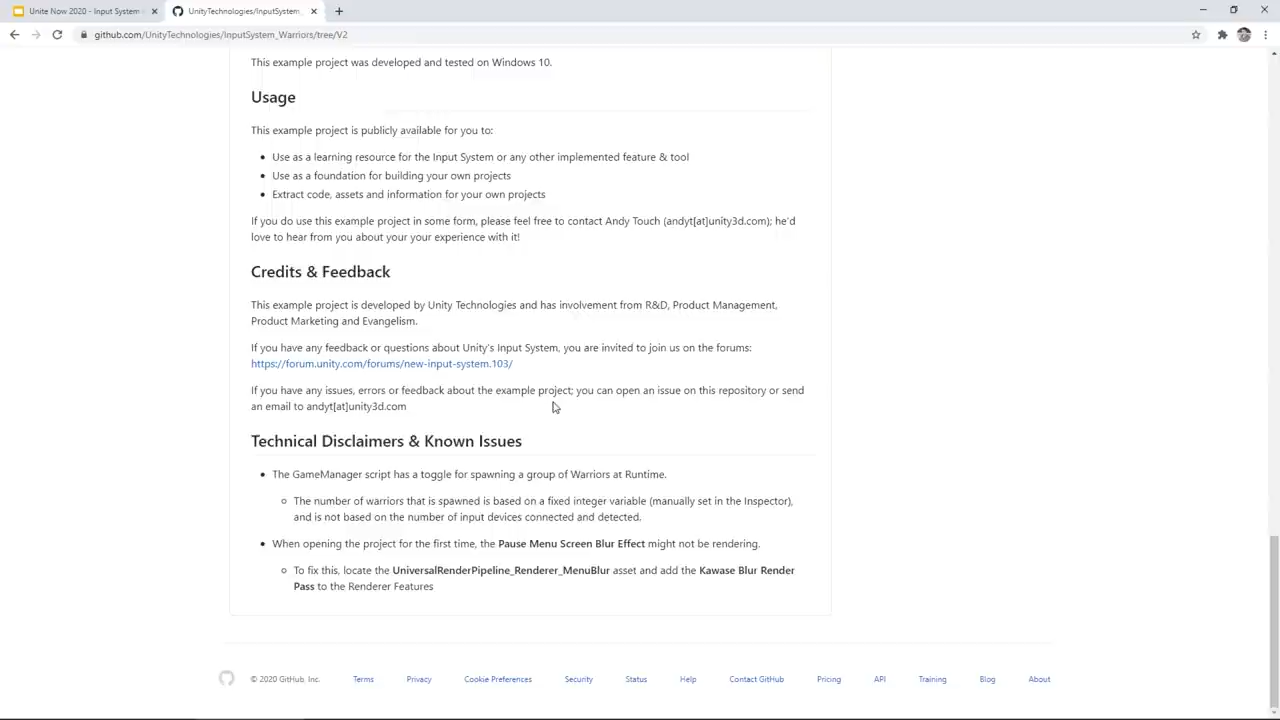 Unite Now 2020 - Input System
UnityTechnologies/InputSystem_
github.com/UnityTechnologies/InputSystem_Warriors/tree/V2
This example project was developed and tested on Windows 10.
Usage
This example project is publicly available for you to:
Use as a learning resource for the Input System or any other implemented feature & tool
Use as a foundation for building your own projects
Extract code, assets and information for your own projects
If you do use this example project in some form, please feel free to contact Andy Touch (andyt[at]unity3d.com); he'd
love to hear from you about your your experience with it!
Credits & Feedback
This example project is developed by Unity Technologies and has involvement from R&D, Product Management,
Product Marketing and Evangelism.
If you have any feedback or questions about Unity's Input System, you are invited to join us on the forums:
https://forum.unity.com/forums/new-input-system.103/
If you have any issues, errors or feedback about the example project; you can open an issue on this repository or send
an email to andyt[at]unity3d.com
Technical Disclaimers & Known Issues
The GameManager script has a toggle for spawning a group of Warriors at Runtime.
The number of warriors that is spawned is based on a fixed integer variable (manually set in the Inspector),
and is not based on the number of input devices connected and detected.
When opening the project for the first time, the Pause Menu Screen Blur Effect might not be rendering.
To fix this, locate the UniversalRenderPipeline_Renderer_MenuBlur asset and add the Kawase Blur Render
Pass to the Renderer Features
© 2020 GitHub, Inc. Terms Privacy Cookie Preferences Security Status Help Contact GitHub Pricing API Training Blog About